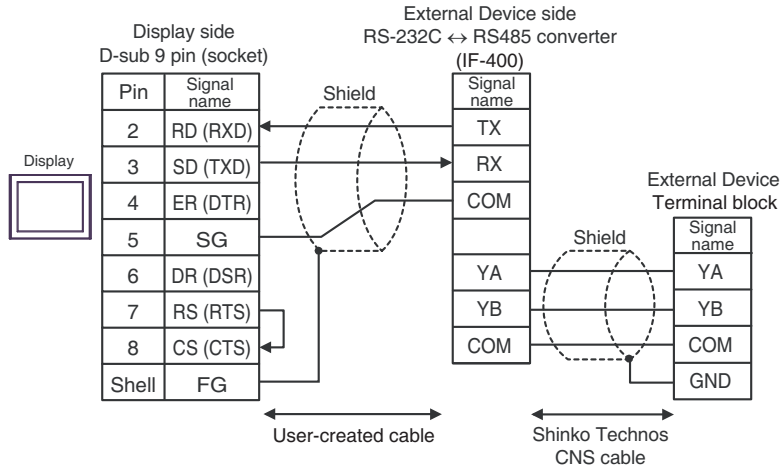 Display side
D-sub 9 pin (socket)
External Device side
RS-232C ↔ RS485 converter
(IF-400)
Display
Pin Signal name
2 RD (RXD)
3 SD (TXD)
4 ER (DTR)
5 SG
6 DR (DSR)
7 RS (RTS)
8 CS (CTS)
Shell FG
Shield
Signal name
TX
RX
COM
YA
YB
COM
Shield
External Device
Terminal block
Signal name
YA
YB
COM
GND
User-created cable
Shinko Technos
CNS cable